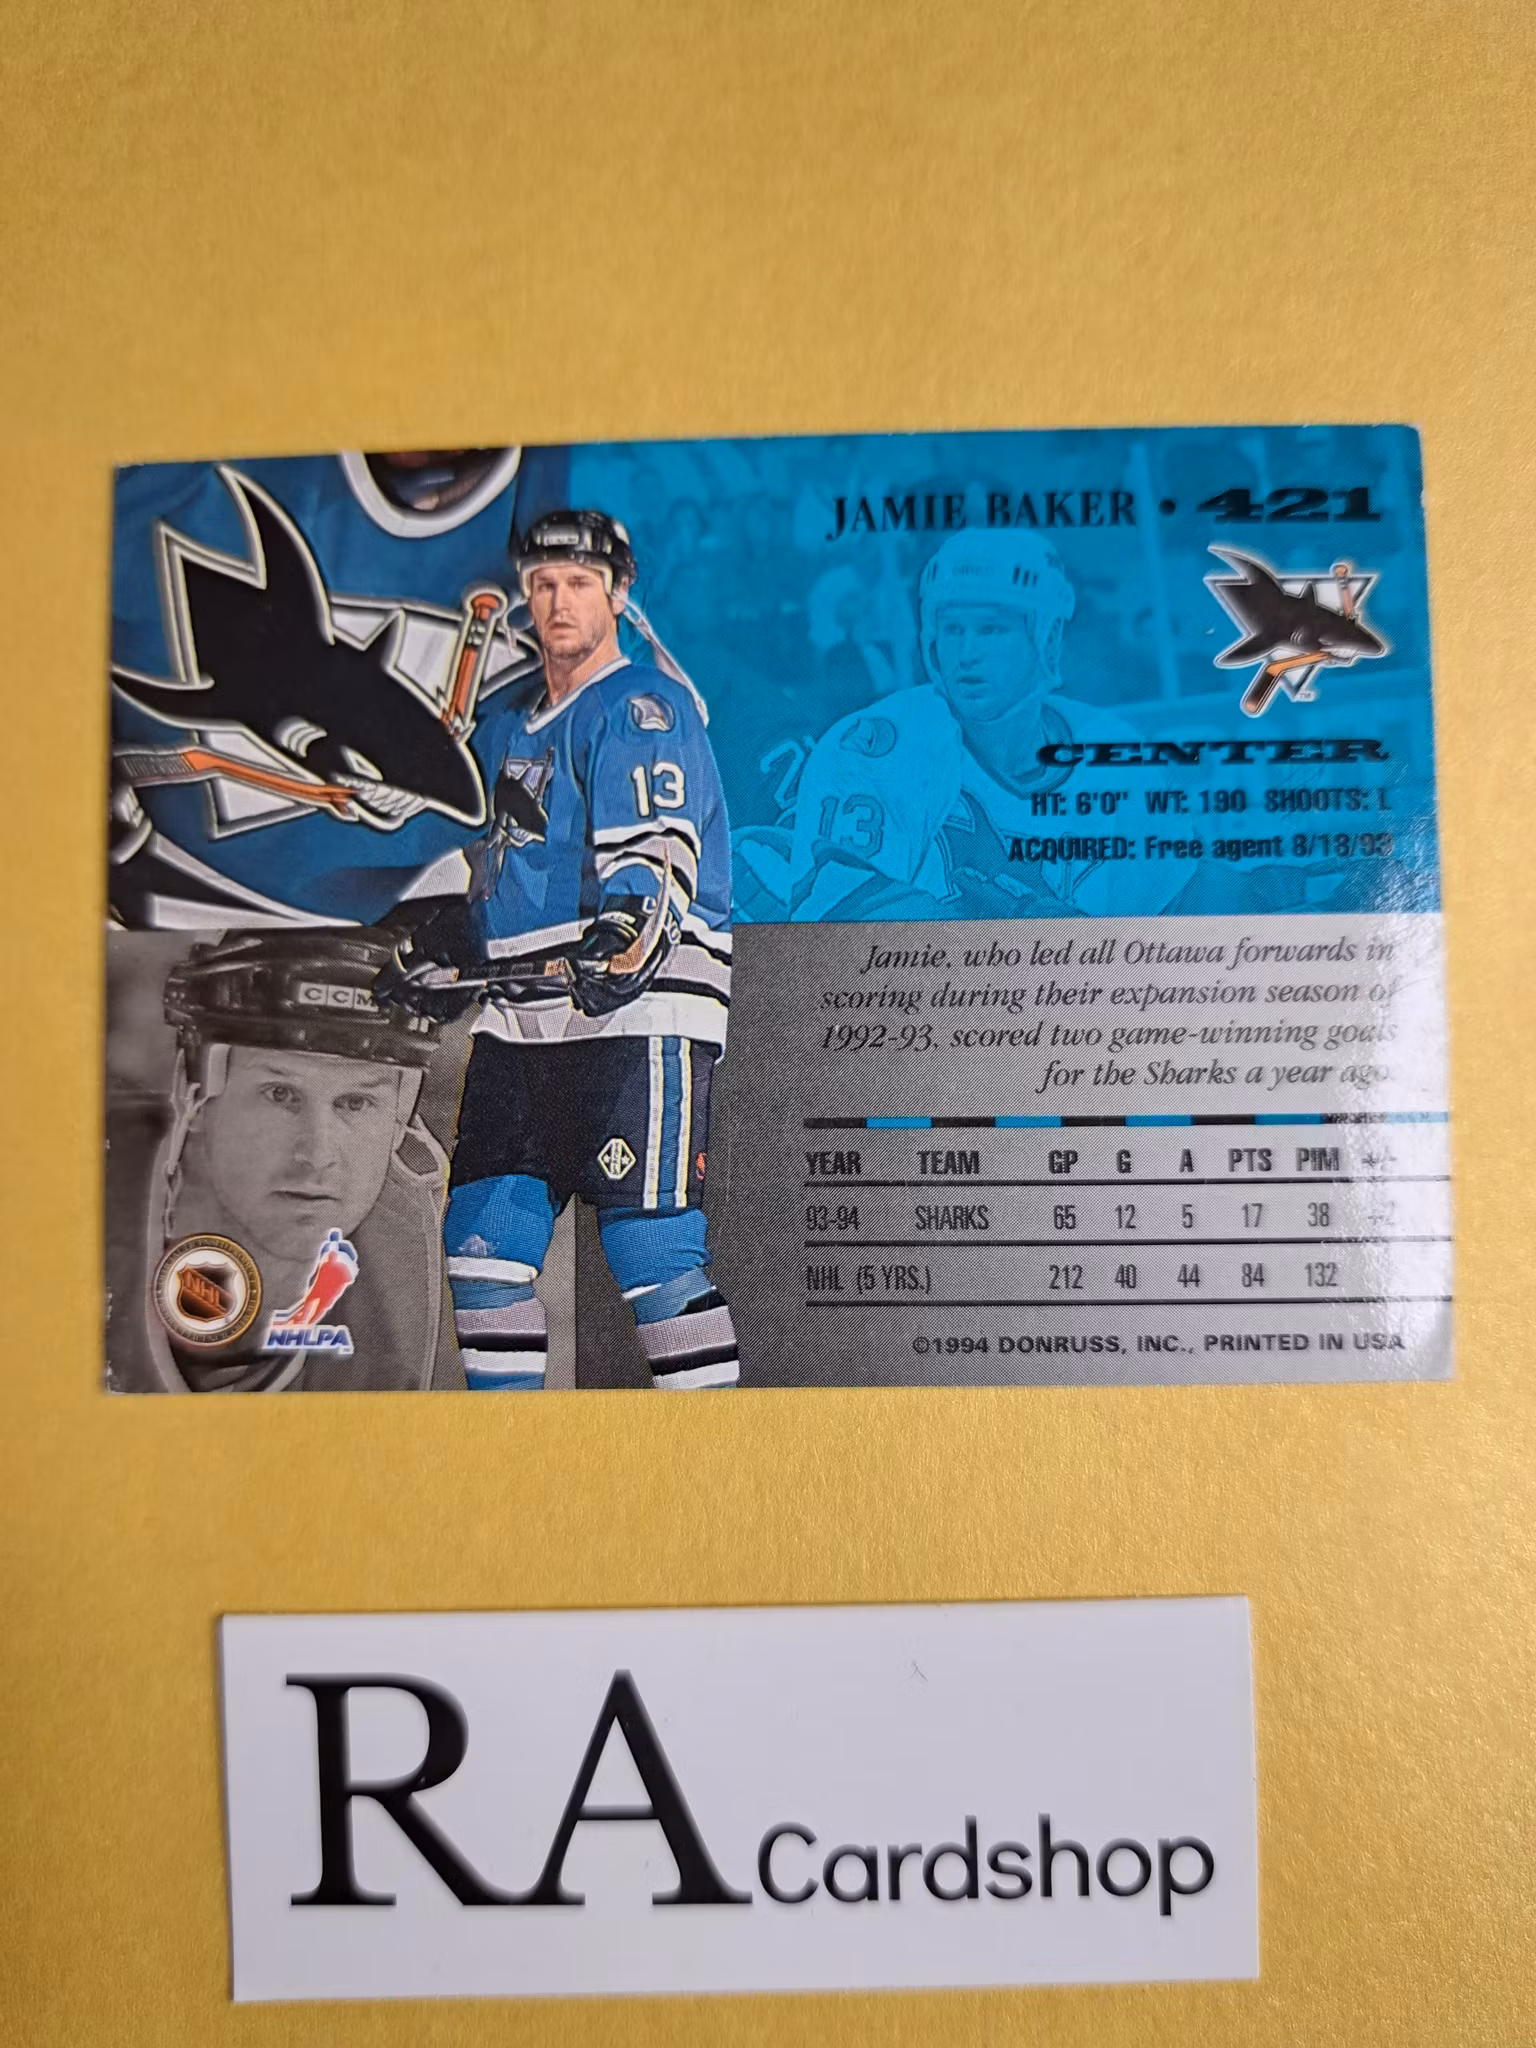 JAMIE BAKER • 421
CENTER
HT: 6'0" WT: 190 SHOOTS: L
ACQUIRED: Free agent 8/18/93
13
13
CCM
Jamie, who led all Ottawa forwards in
scoring during their expansion season of
1992-93, scored two game-winning goals
for the Sharks a year ago.
YEAR TEAM GP G A PTS PIM +/-
93-94 SHARKS 65 12 5 17 38 +2
NHL (5 YRS.) 212 40 44 84 132
NHL
NHLPA
©1994 DONRUSS, INC., PRINTED IN USA
RA Cardshop